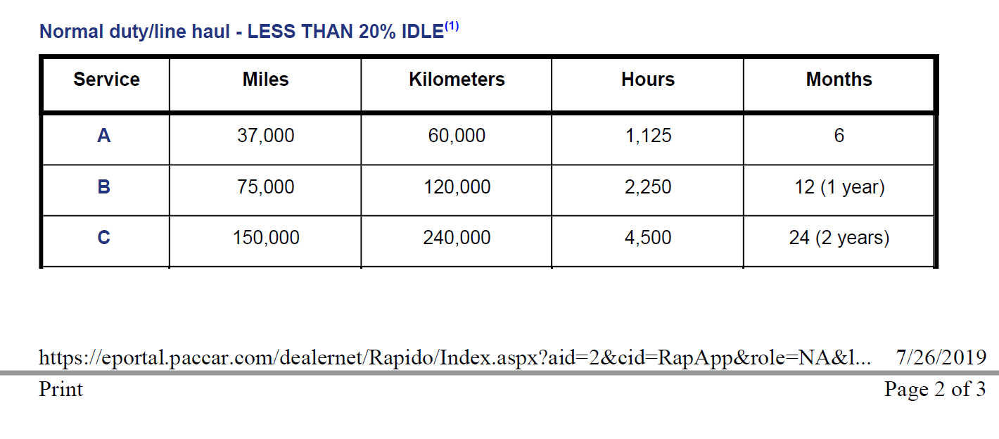 Normal duty/line haul - LESS THAN 20% IDLE(1)
Service Miles Kilometers Hours Months
A 37,000 60,000 1,125 6
B 75,000 120,000 2,250 12 (1 year)
C 150,000 240,000 4,500 24 (2 years)
https://eportal.paccar.com/dealernet/Rapido/Index.aspx?aid=2&cid=RapApp&role=NA&l... 7/26/2019
Print Page 2 of 3